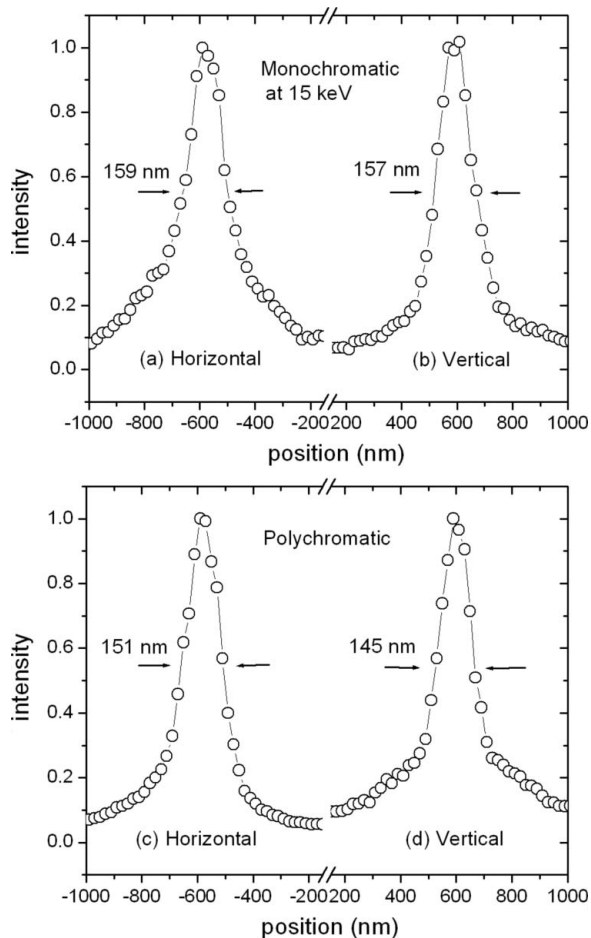 1.0
0.8
0.6
0.4
0.2
0.0
intensity
Monochromatic
at 15 keV
159 nm
157 nm
(a) Horizontal
(b) Vertical
-1000 -800 -600 -400 -200 200 400 600 800 1000
position (nm)
1.0
0.8
0.6
0.4
0.2
0.0
intensity
Polychromatic
151 nm
145 nm
(c) Horizontal
(d) Vertical
-1000 -800 -600 -400 -200 200 400 600 800 1000
position (nm)